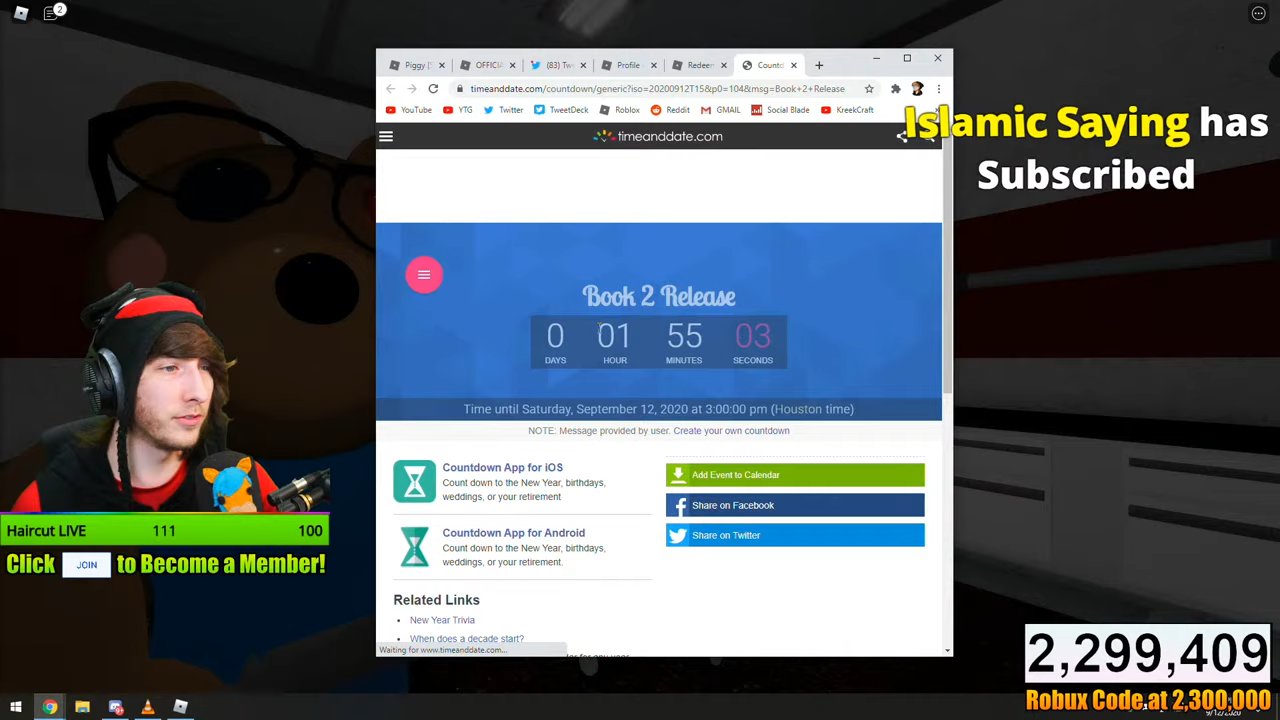 2
Piggy [
OFFICIA
(83) Tw
Profile
Redeem
Countd
timeanddate.com/countdown/generic?iso=20200912T15&p0=104&msg=Book+2+Release
YouTube
YTG
Twitter
TweetDeck
Roblox
Reddit
GMAIL
Social Blade
KreekCraft
timeanddate.com
Islamic Saying has
Subscribed
Book 2 Release
0 01 55 03
DAYS HOUR MINUTES SECONDS
Time until Saturday, September 12, 2020 at 3:00:00 pm (Houston time)
NOTE: Message provided by user. Create your own countdown
Countdown App for iOS
Count down to the New Year, birthdays,
weddings, or your retirement
Add Event to Calendar
Share on Facebook
Share on Twitter
Countdown App for Android
Count down to the New Year, birthdays,
weddings, or your retirement.
Related Links
New Year Trivia
When does a decade start?
Waiting for www.timeanddate.com...
Haircut LIVE 111 100
Click JOIN to Become a Member!
2,299,409
Robux Code at 2,300,000
9/12/2020